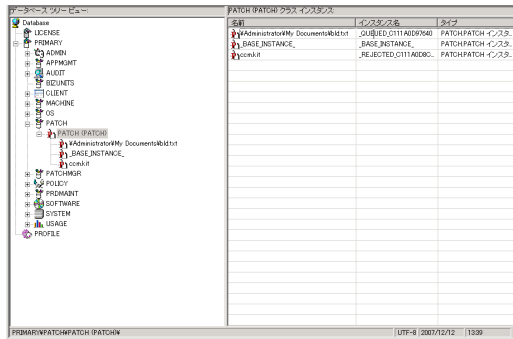 データベース ツリー ビュー:
Database
LICENSE
PRIMARY
ADMIN
APPMGMT
AUDIT
BIZUNITS
CLIENT
MACHINE
OS
PATCH
PATCH (PATCH)
¥Administrator¥My Documents¥bld.txt
_BASE_INSTANCE_
ccm.kit
PATCHMGR
POLICY
PRDMAINT
SOFTWARE
SYSTEM
USAGE
PROFILE
PATCH (PATCH) クラス インスタンス:
名前 インスタンス名 タイプ
¥Administrator¥My Documents¥bld.txt _QUEUED_C111A0D97640 PATCH.PATCH インスタ...
_BASE_INSTANCE_ _BASE_INSTANCE_ PATCH.PATCH インスタ...
ccm.kit _REJECTED_C111A0D8C... PATCH.PATCH インスタ...
PRIMARY¥PATCH¥PATCH (PATCH)¥ UTF-8 2007/12/12 13:39